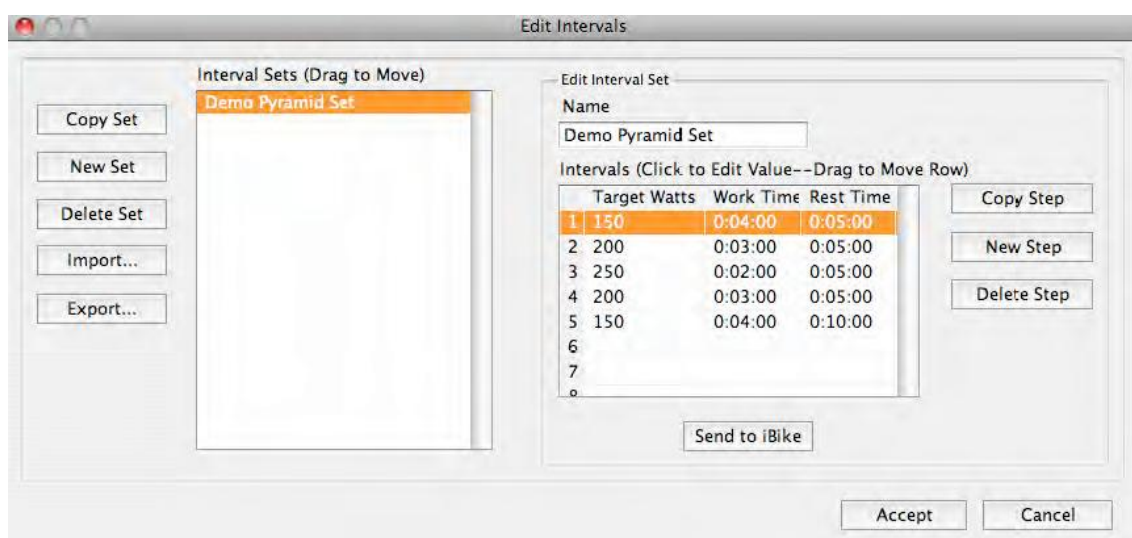 Edit Intervals
Interval Sets (Drag to Move)
Demo Pyramid Set
Copy Set
New Set
Delete Set
Import...
Export...
Edit Interval Set
Name
Demo Pyramid Set
Intervals (Click to Edit Value--Drag to Move Row)
Target Watts Work Time Rest Time
1 150 0:04:00 0:05:00
2 200 0:03:00 0:05:00
3 250 0:02:00 0:05:00
4 200 0:03:00 0:05:00
5 150 0:04:00 0:10:00
6
7
Copy Step
New Step
Delete Step
Send to iBike
Accept Cancel